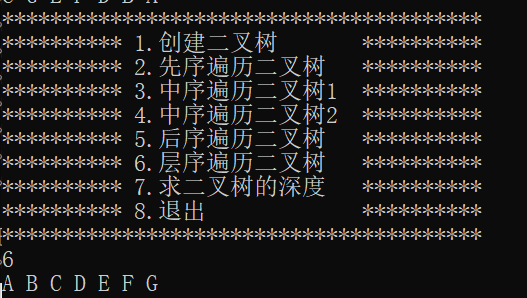 ****************************************
********** 1.创建二叉树       **********
********** 2.先序遍历二叉树   **********
********** 3.中序遍历二叉树1  **********
********** 4.中序遍历二叉树2  **********
********** 5.后序遍历二叉树   **********
********** 6.层序遍历二叉树   **********
********** 7.求二叉树的深度   **********
********** 8.退出             **********
****************************************
6
A B C D E F G